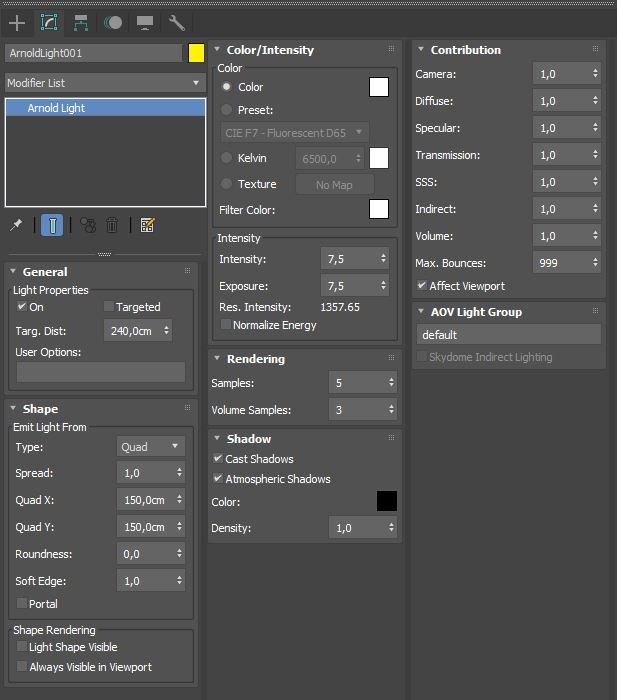 ArnoldLight001
Modifier List
Arnold Light
General
Light Properties
On Targeted
Targ. Dist: 240,0cm
User Options:
Shape
Emit Light From
Type: Quad
Spread: 1,0
Quad X: 150,0cm
Quad Y: 150,0cm
Roundness: 0,0
Soft Edge: 1,0
Portal
Shape Rendering
Light Shape Visible
Always Visible in Viewport
Color/Intensity
Color
Color
Preset:
CIE F7 - Fluorescent D65
Kelvin 6500,0
Texture No Map
Filter Color:
Intensity
Intensity: 7,5
Exposure: 7,5
Res. Intensity: 1357.65
Normalize Energy
Rendering
Samples: 5
Volume Samples: 3
Shadow
Cast Shadows
Atmospheric Shadows
Color:
Density: 1,0
Contribution
Camera: 1,0
Diffuse: 1,0
Specular: 1,0
Transmission: 1,0
SSS: 1,0
Indirect: 1,0
Volume: 1,0
Max. Bounces: 999
Affect Viewport
AOV Light Group
default
Skydome Indirect Lighting